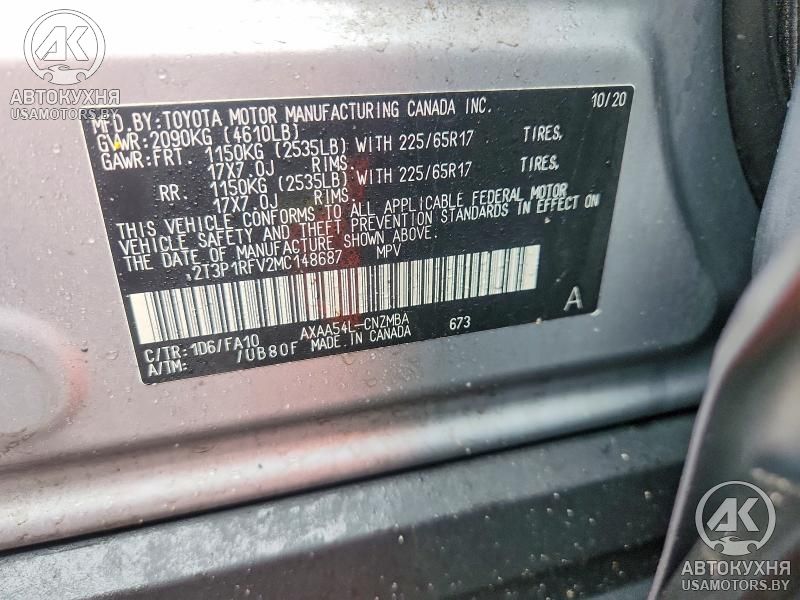 AK
АВТОКУХНЯ
USAMOTORS.BY
MFD.BY:TOYOTA MOTOR MANUFACTURING CANADA INC. 10/20
GVWR:2090KG (4610LB)
GAWR:FRT. 1150KG (2535LB) WITH 225/65R17 TIRES,
17X7.0J RIMS,
RR. 1150KG (2535LB) WITH 225/65R17 TIRES,
17X7.0J RIMS.
THIS VEHICLE CONFORMS TO ALL APPLICABLE FEDERAL MOTOR
VEHICLE SAFETY AND THEFT PREVENTION STANDARDS IN EFFECT ON
THE DATE OF MANUFACTURE SHOWN ABOVE.
2T3P1RFV2MC148687 MPV
A
C/TR:1D6/FA10 AXAA54L-CNZMBA 673
A/TM: /UB80F MADE IN CANADA
AK
АВТОКУХНЯ
USAMOTORS.BY